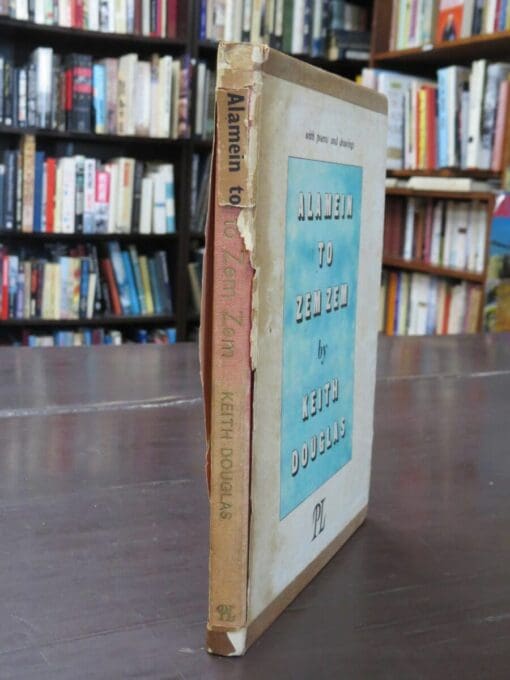 Alamein to
to Zem Zem
KEITH DOUGLAS
PL
with poems and drawings
ALAMEIN
TO
ZEM ZEM
by
KEITH
DOUGLAS
PL